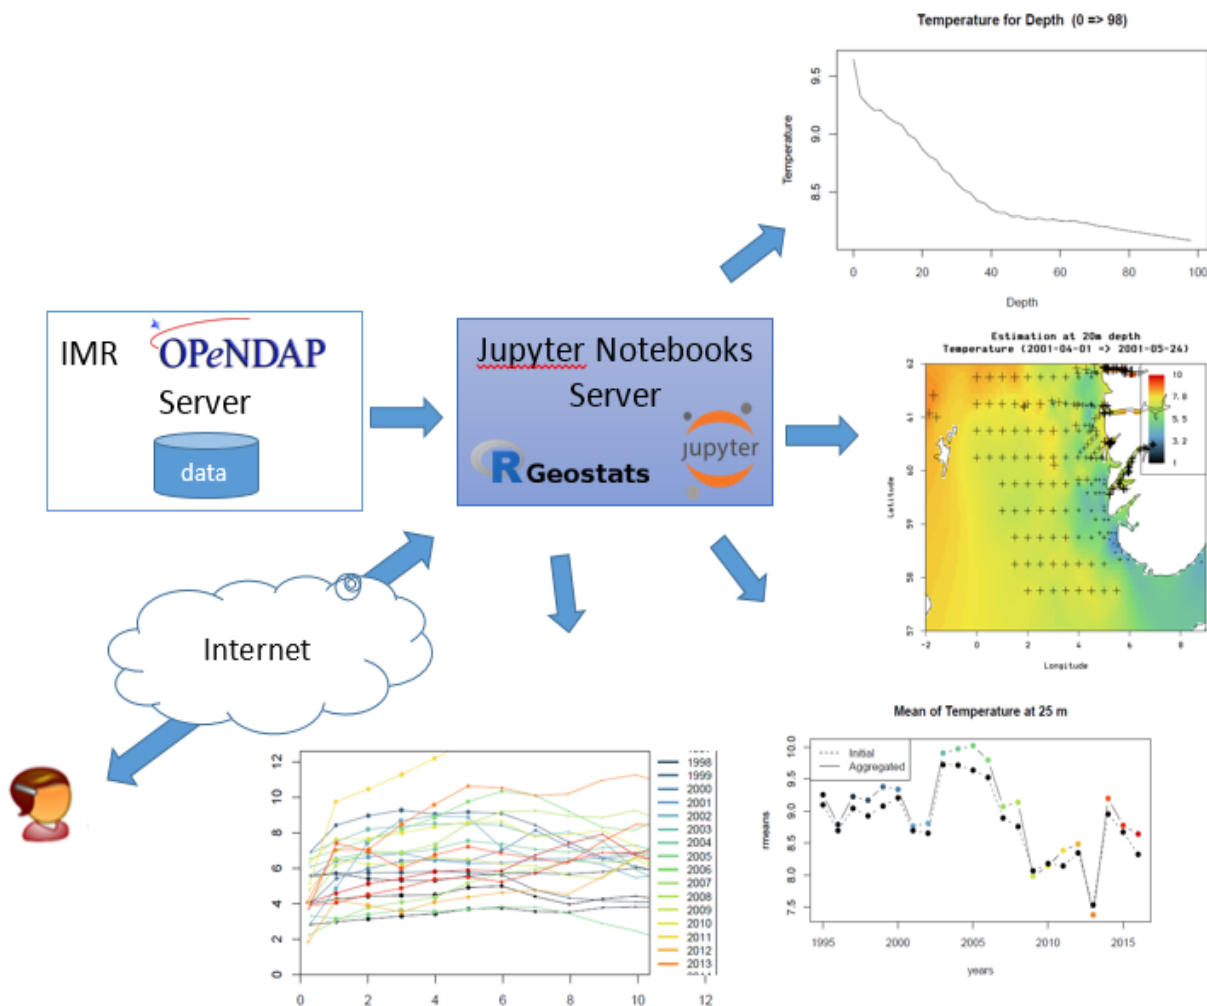 Temperature for Depth (0 => 98)
9.5
9.0
8.5
Temperature
0 20 40 60 80 100
Depth
IMR OPeNDAP
Server
data
Jupyter Notebooks
Server
R Geostats
jupyter
Estimation at 20m depth
Temperature (2001-04-01 => 2001-05-24)
62
61
60
59
58
57
Latitude
10
7.8
5.5
3.2
1
-2 0 2 4 6 8
Longitude
Internet
12
10
8
6
4
2
0
0 2 4 6 8 10 12
1998
1999
2000
2001
2002
2003
2004
2005
2006
2007
2008
2009
2010
2011
2012
2013
Mean of Temperature at 25 m
Initial
Aggregated
10.0
9.5
9.0
8.5
8.0
7.5
rmeans
1995 2000 2005 2010 2015
years